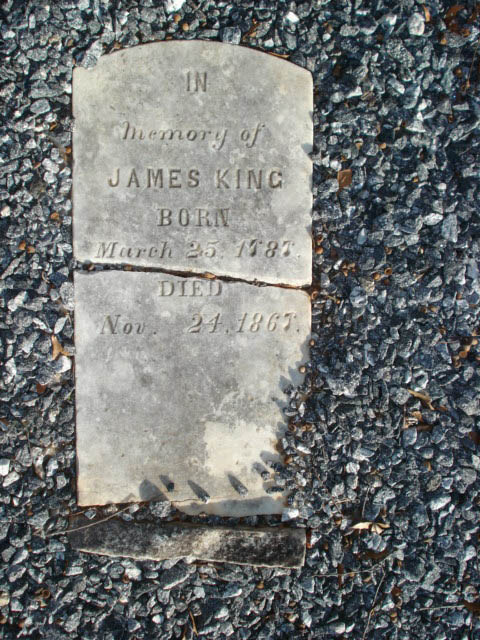 IN
Memory of
JAMES KING
BORN
March 25, 1787.
DIED
Nov. 24, 1867.